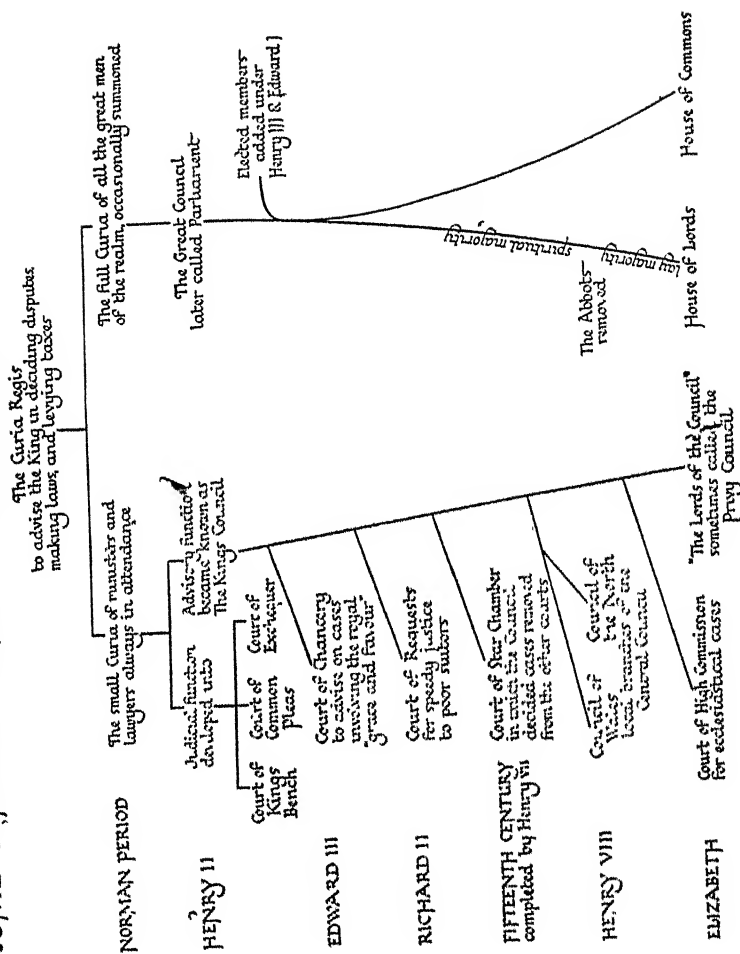 The Curia Regis
to advise the King in deciding disputes,
making laws, and levying taxes
NORMAN PERIOD
The small Curia of ministers and
lawyers always in attendance
The full Curia of all the great men
of the realm, occasionally summoned
HENRY II
Judicial function
developed into
Advisory function
became known as
The Kings Council
The Great Council
later called Parliament
Court of
Kings
Bench
Court of
Common
Pleas
Court of
Exchequer
Elected members
added under
Henry III & Edward I
EDWARD III
Court of Chancery
to advise on cases
involving the royal
"grace and favour"
RICHARD II
Court of Requests
for speedy justice
to poor suitors
spiritual majority
FIFTEENTH CENTURY
completed by Henry VII
Court of Star Chamber
in which the Council
decided cases removed
from the other courts
HENRY VIII
Council of
Wales
Council of
the North
local branches of the
Central Council
The Abbots
removed
lay majority
ELIZABETH
Court of High Commission
for ecclesiastical cases
"The Lords of the Council"
sometimes called the
Privy Council
House of Lords
House of Commons